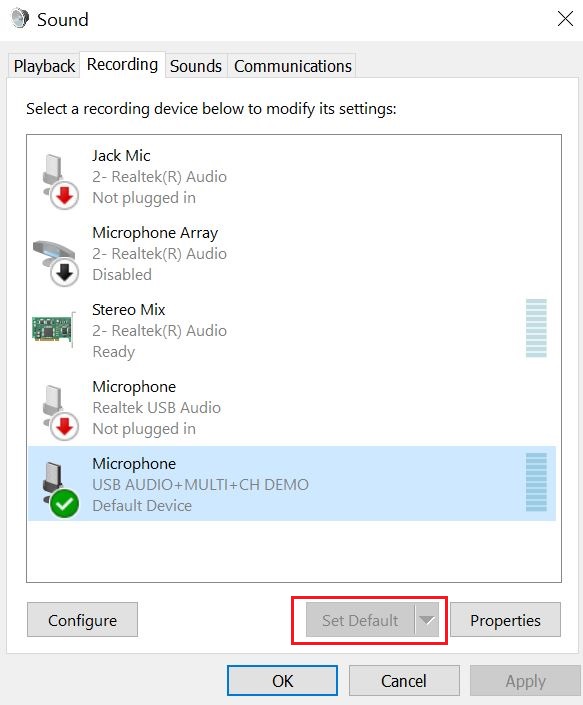 Sound
Playback Recording Sounds Communications
Select a recording device below to modify its settings:
Jack Mic
2- Realtek(R) Audio
Not plugged in
Microphone Array
2- Realtek(R) Audio
Disabled
Stereo Mix
2- Realtek(R) Audio
Ready
Microphone
Realtek USB Audio
Not plugged in
Microphone
USB AUDIO+MULTI+CH DEMO
Default Device
Configure Set Default Properties
OK Cancel Apply